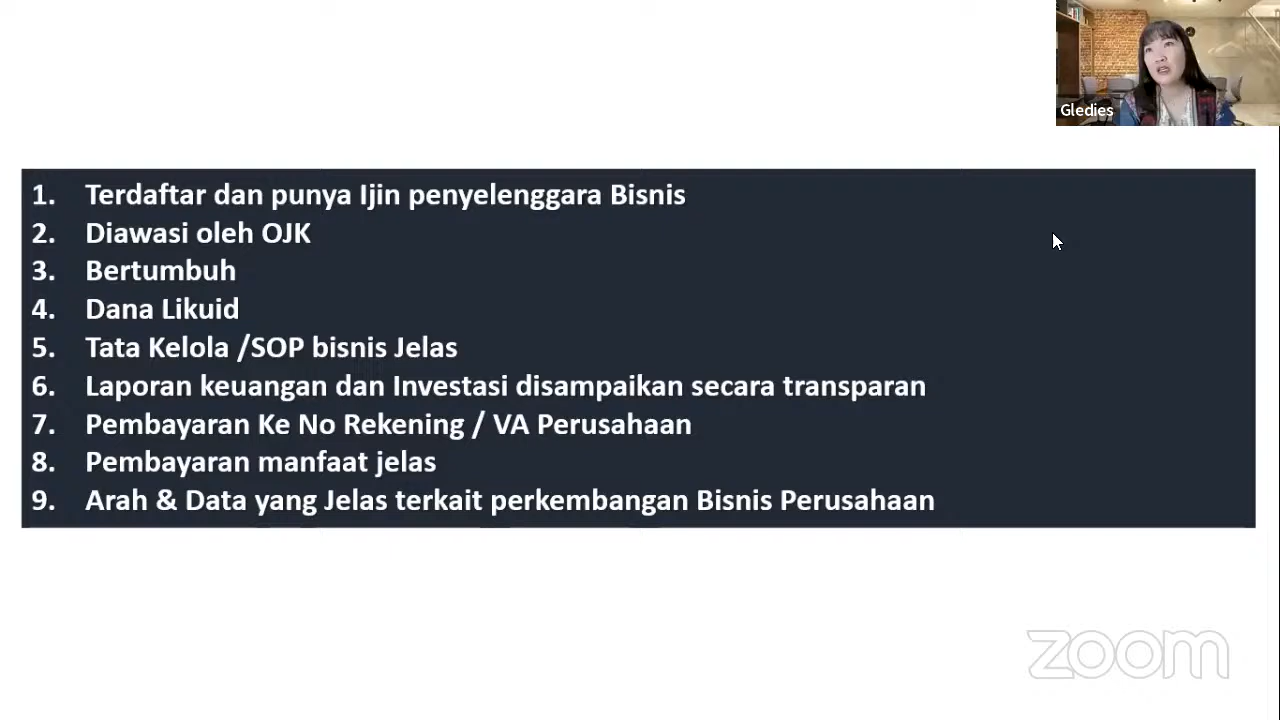 Gledies
1. Terdaftar dan punya Ijin penyelenggara Bisnis
2. Diawasi oleh OJK
3. Bertumbuh
4. Dana Likuid
5. Tata Kelola /SOP bisnis Jelas
6. Laporan keuangan dan Investasi disampaikan secara transparan
7. Pembayaran Ke No Rekening / VA Perusahaan
8. Pembayaran manfaat jelas
9. Arah & Data yang Jelas terkait perkembangan Bisnis Perusahaan
zoom